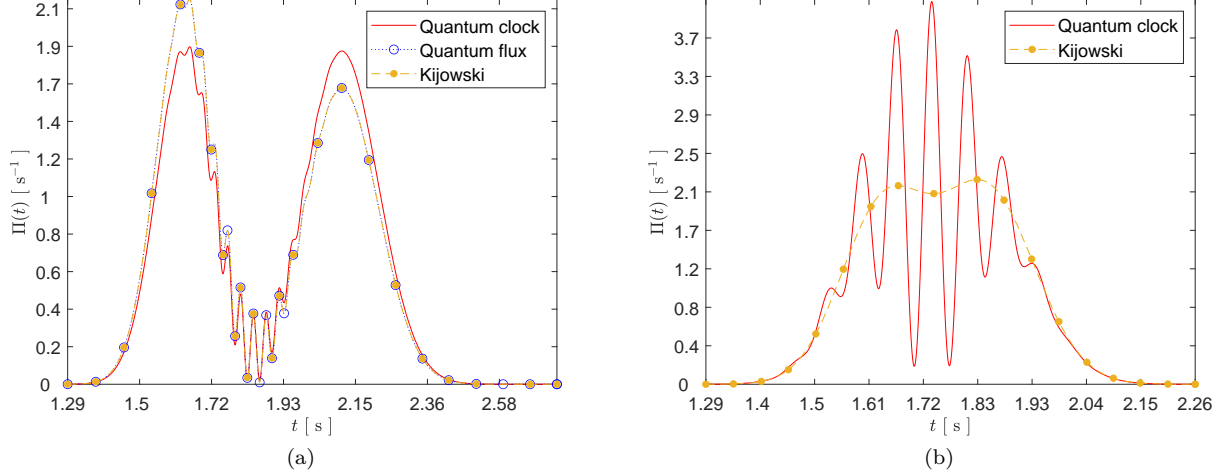 2.1
1.9
1.6
1.4
1.2
0.9
0.7
0.5
0.2
0
Π(t) [ s⁻¹ ]
Quantum clock
Quantum flux
Kijowski
1.29 1.5 1.72 1.93 2.15 2.36 2.58
t [ s ]
(a)
3.7
3.3
2.9
2.5
2.1
1.7
1.2
0.8
0.4
0
Π(t) [ s⁻¹ ]
Quantum clock
Kijowski
1.29 1.4 1.5 1.61 1.72 1.83 1.93 2.04 2.15 2.26
t [ s ]
(b)